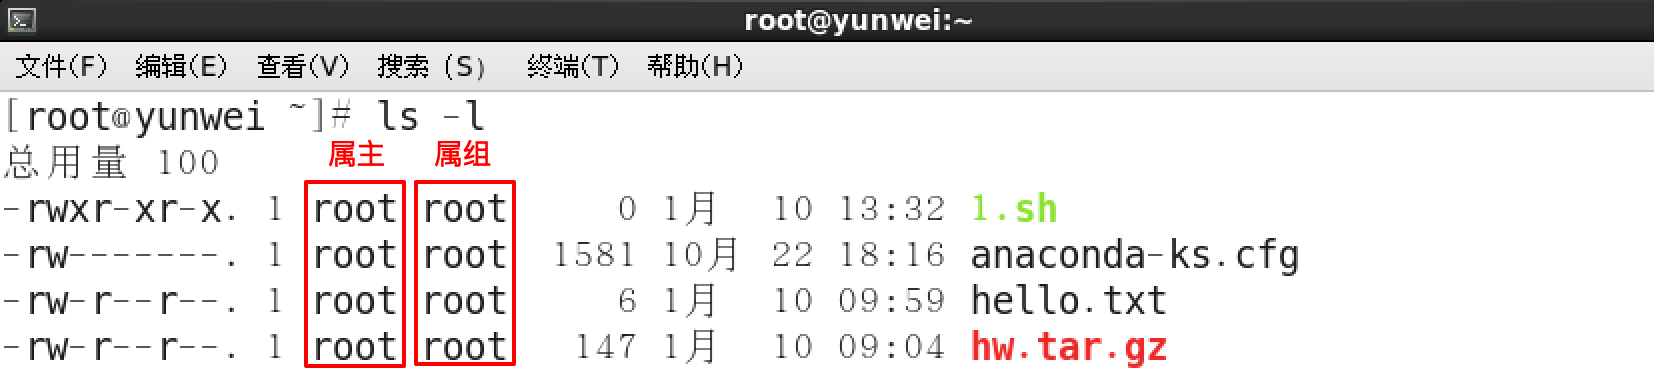 root@yunwei:~
文件(F) 编辑(E) 查看(V) 搜索 (S) 终端(T) 帮助(H)
[root@yunwei ~]# ls -l
总用量 100 属主 属组
-rwxr-xr-x. 1 root root 0 1月 10 13:32 1.sh
-rw-------. 1 root root 1581 10月 22 18:16 anaconda-ks.cfg
-rw-r--r--. 1 root root 6 1月 10 09:59 hello.txt
-rw-r--r--. 1 root root 147 1月 10 09:04 hw.tar.gz